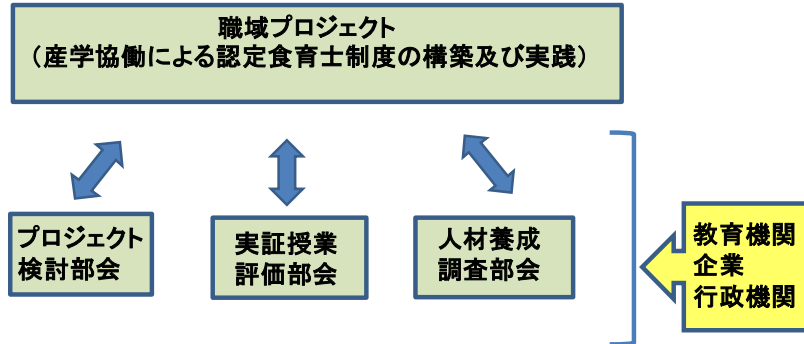 職域プロジェクト
（産学協働による認定食育士制度の構築及び実践）
プロジェクト
検討部会
実証授業
評価部会
人材養成
調査部会
教育機関
企業
行政機関